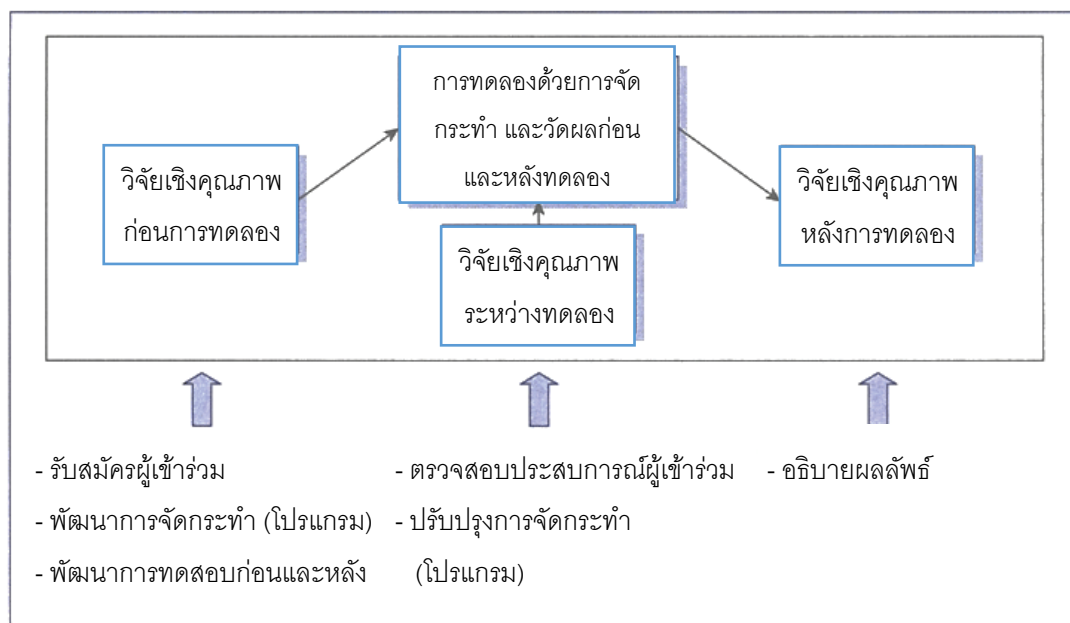 การทดลองด้วยการจัด
กระทำ และวัดผลก่อน
และหลังทดลอง
วิจัยเชิงคุณภาพ
ก่อนการทดลอง
วิจัยเชิงคุณภาพ
ระหว่างทดลอง
วิจัยเชิงคุณภาพ
หลังการทดลอง
- รับสมัครผู้เข้าร่วม
- พัฒนาการจัดกระทำ (โปรแกรม)
- พัฒนาการทดสอบก่อนและหลัง
- ตรวจสอบประสบการณ์ผู้เข้าร่วม
- ปรับปรุงการจัดกระทำ
(โปรแกรม)
- อธิบายผลลัพธ์